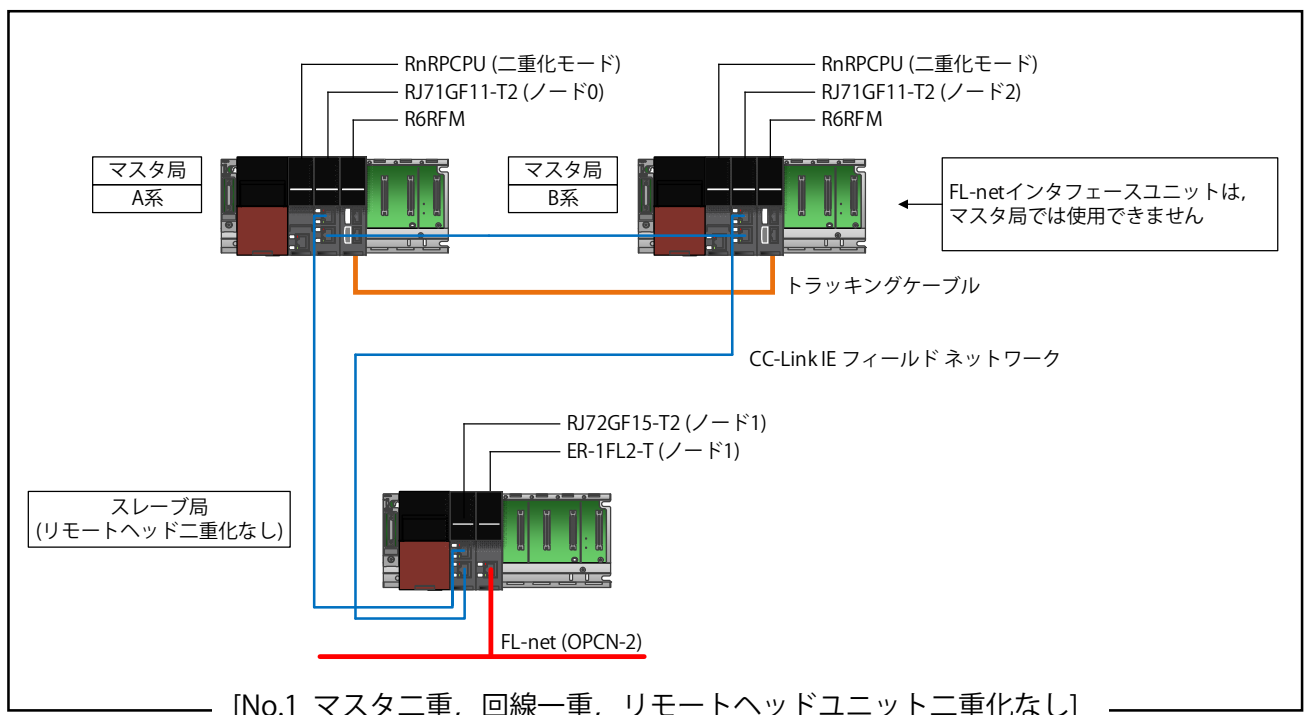 RnRPCPU (二重化モード)
RJ71GF11-T2 (ノード0)
R6RFM
マスタ局
A系
RnRPCPU (二重化モード)
RJ71GF11-T2 (ノード2)
R6RFM
マスタ局
B系
FL-netインタフェースユニットは,
マスタ局では使用できません
トラッキングケーブル
CC-Link IE フィールド ネットワーク
RJ72GF15-T2 (ノード1)
ER-1FL2-T (ノード1)
スレーブ局
(リモートヘッド二重化なし)
FL-net (OPCN-2)
[No.1 マスタ二重, 回線一重, リモートヘッドユニット二重化なし]